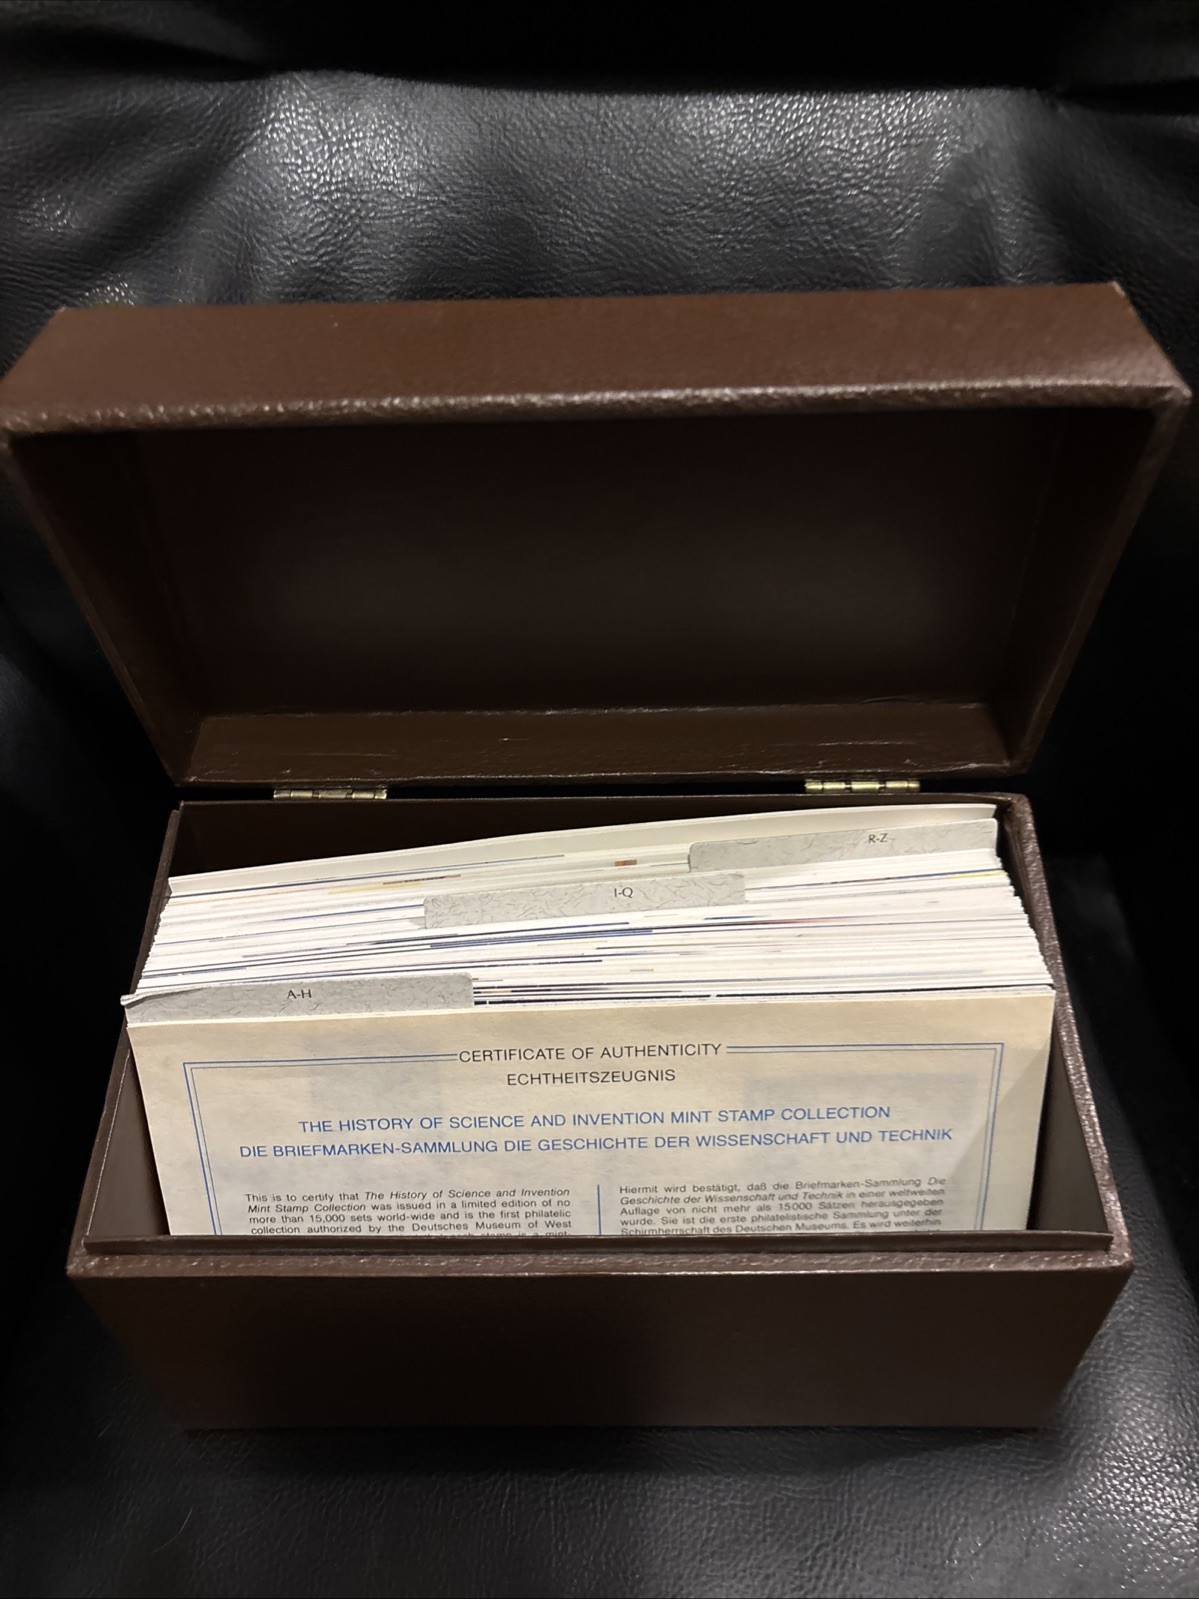 R-Z
I-Q
A-H
CERTIFICATE OF AUTHENTICITY
ECHTHEITSZEUGNIS
THE HISTORY OF SCIENCE AND INVENTION MINT STAMP COLLECTION
DIE BRIEFMARKEN-SAMMLUNG DIE GESCHICHTE DER WISSENSCHAFT UND TECHNIK
This is to certify that The History of Science and Invention
Mint Stamp Collection was issued in a limited edition of no
more than 15,000 sets world-wide and is the first philatelic
collection authorized by the Deutsches Museum of West
Hiermit wird bestätigt, daß die Briefmarken-Sammlung Die
Geschichte der Wissenschaft und Technik in einer weltweiten
Auflage von nicht mehr als 15000 Sätzen herausgegeben
wurde. Sie ist die erste philatelistische Sammlung unter der
Schirmherrschaft des Deutschen Museums. Es wird weiterhin